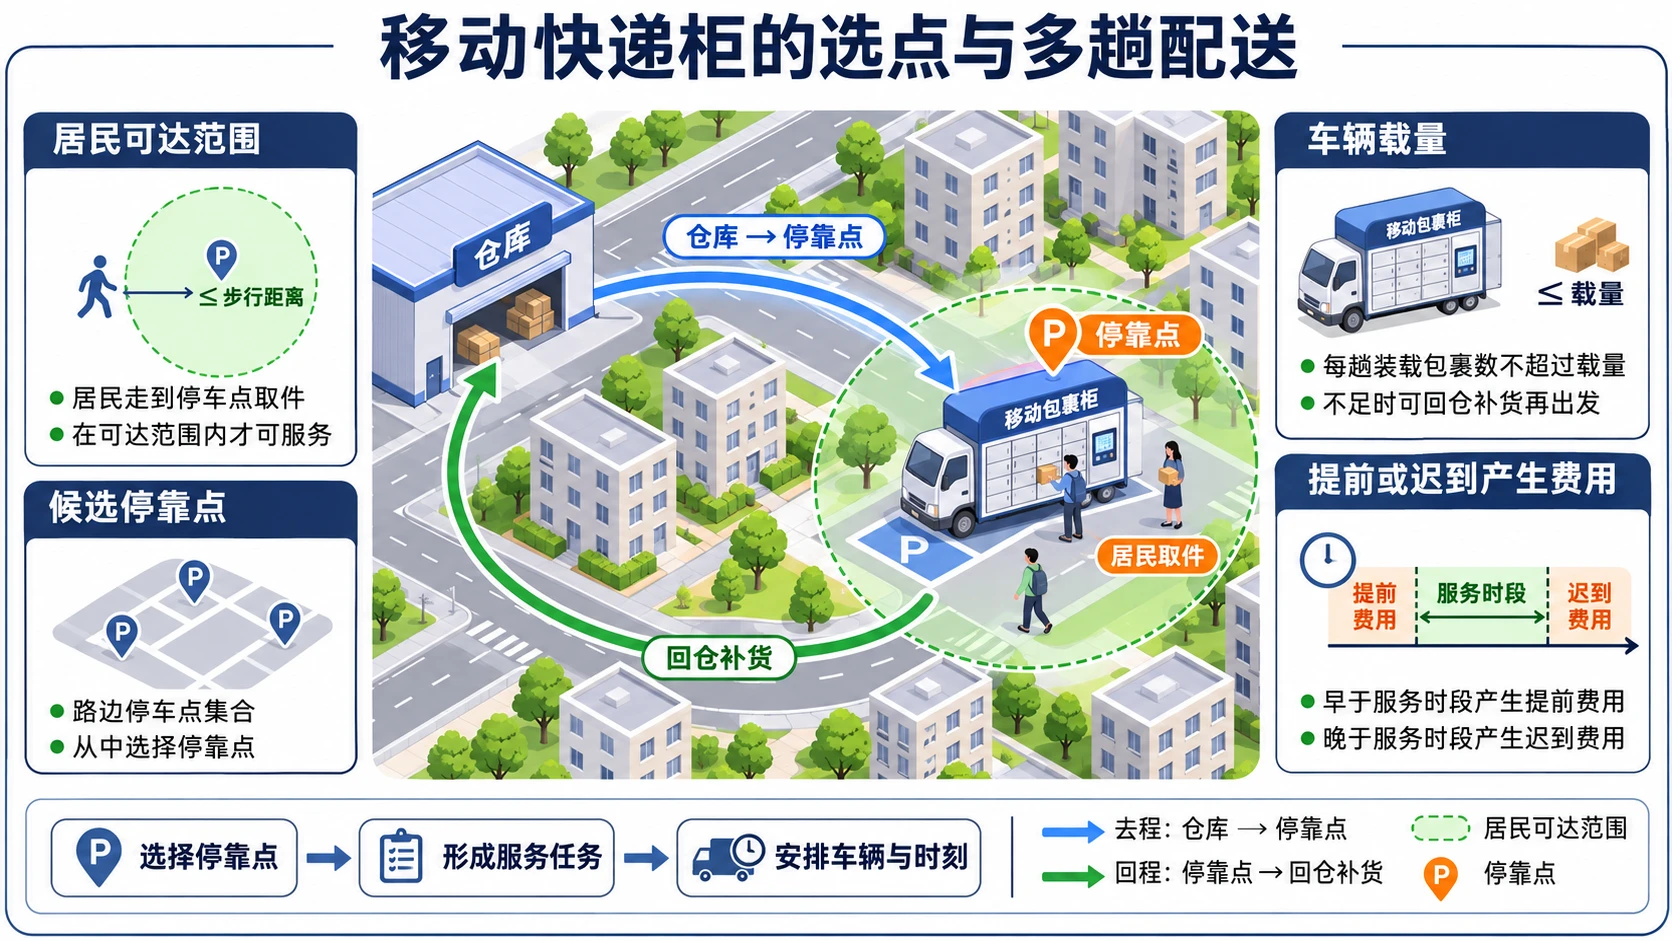 移动快递柜的选点与多趟配送
居民可达范围
P
≤ 步行距离
居民走到停车点取件
在可达范围内才可服务
候选停靠点
P
P
P
路边停车点集合
从中选择停靠点
仓库
仓库 → 停靠点
P 停靠点
移动包裹柜
P
居民取件
回仓补货
车辆载量
移动包裹柜
≤ 载量
每趟装载包裹数不超过载量
不足时可回仓补货再出发
提前或迟到产生费用
提前
费用
服务时段
迟到
费用
早于服务时段产生提前费用
晚于服务时段产生迟到费用
P 选择停靠点
形成服务任务
安排车辆与时刻
去程：仓库 → 停靠点
居民可达范围
回程：停靠点 → 回仓补货
P 停靠点